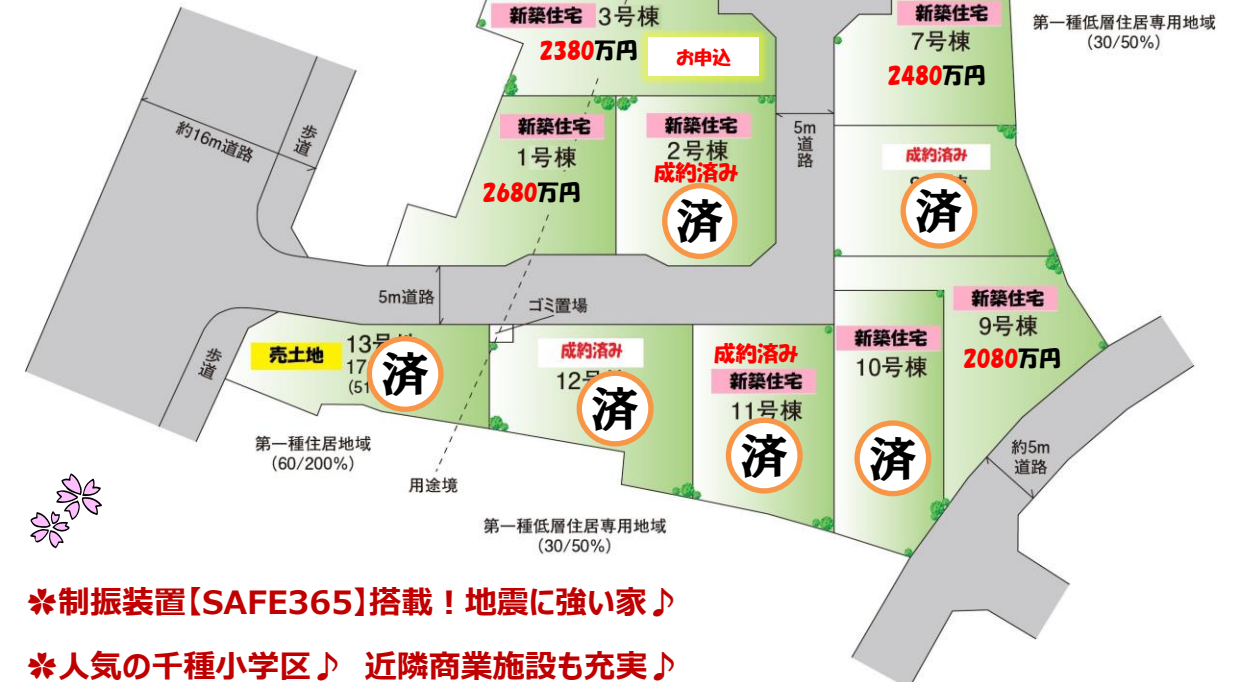 新築住宅 3号棟
2380万円
お申込
新築住宅
7号棟
2480万円
第一種低層住居専用地域
(30/50%)
約16m道路
歩道
新築住宅
1号棟
2680万円
新築住宅
2号棟
成約済み
済
5m
道路
成約済み
済
5m道路
ゴミ置場
新築住宅
9号棟
2080万円
売土地
13号
17
(51
済
歩道
成約済み
12号
済
成約済み
新築住宅
11号棟
済
新築住宅
10号棟
済
約5m
道路
第一種住居地域
(60/200%)
用途境
第一種低層住居専用地域
(30/50%)
✿制振装置【SAFE365】搭載！地震に強い家♪
✿人気の千種小学区♪ 近隣商業施設も充実♪